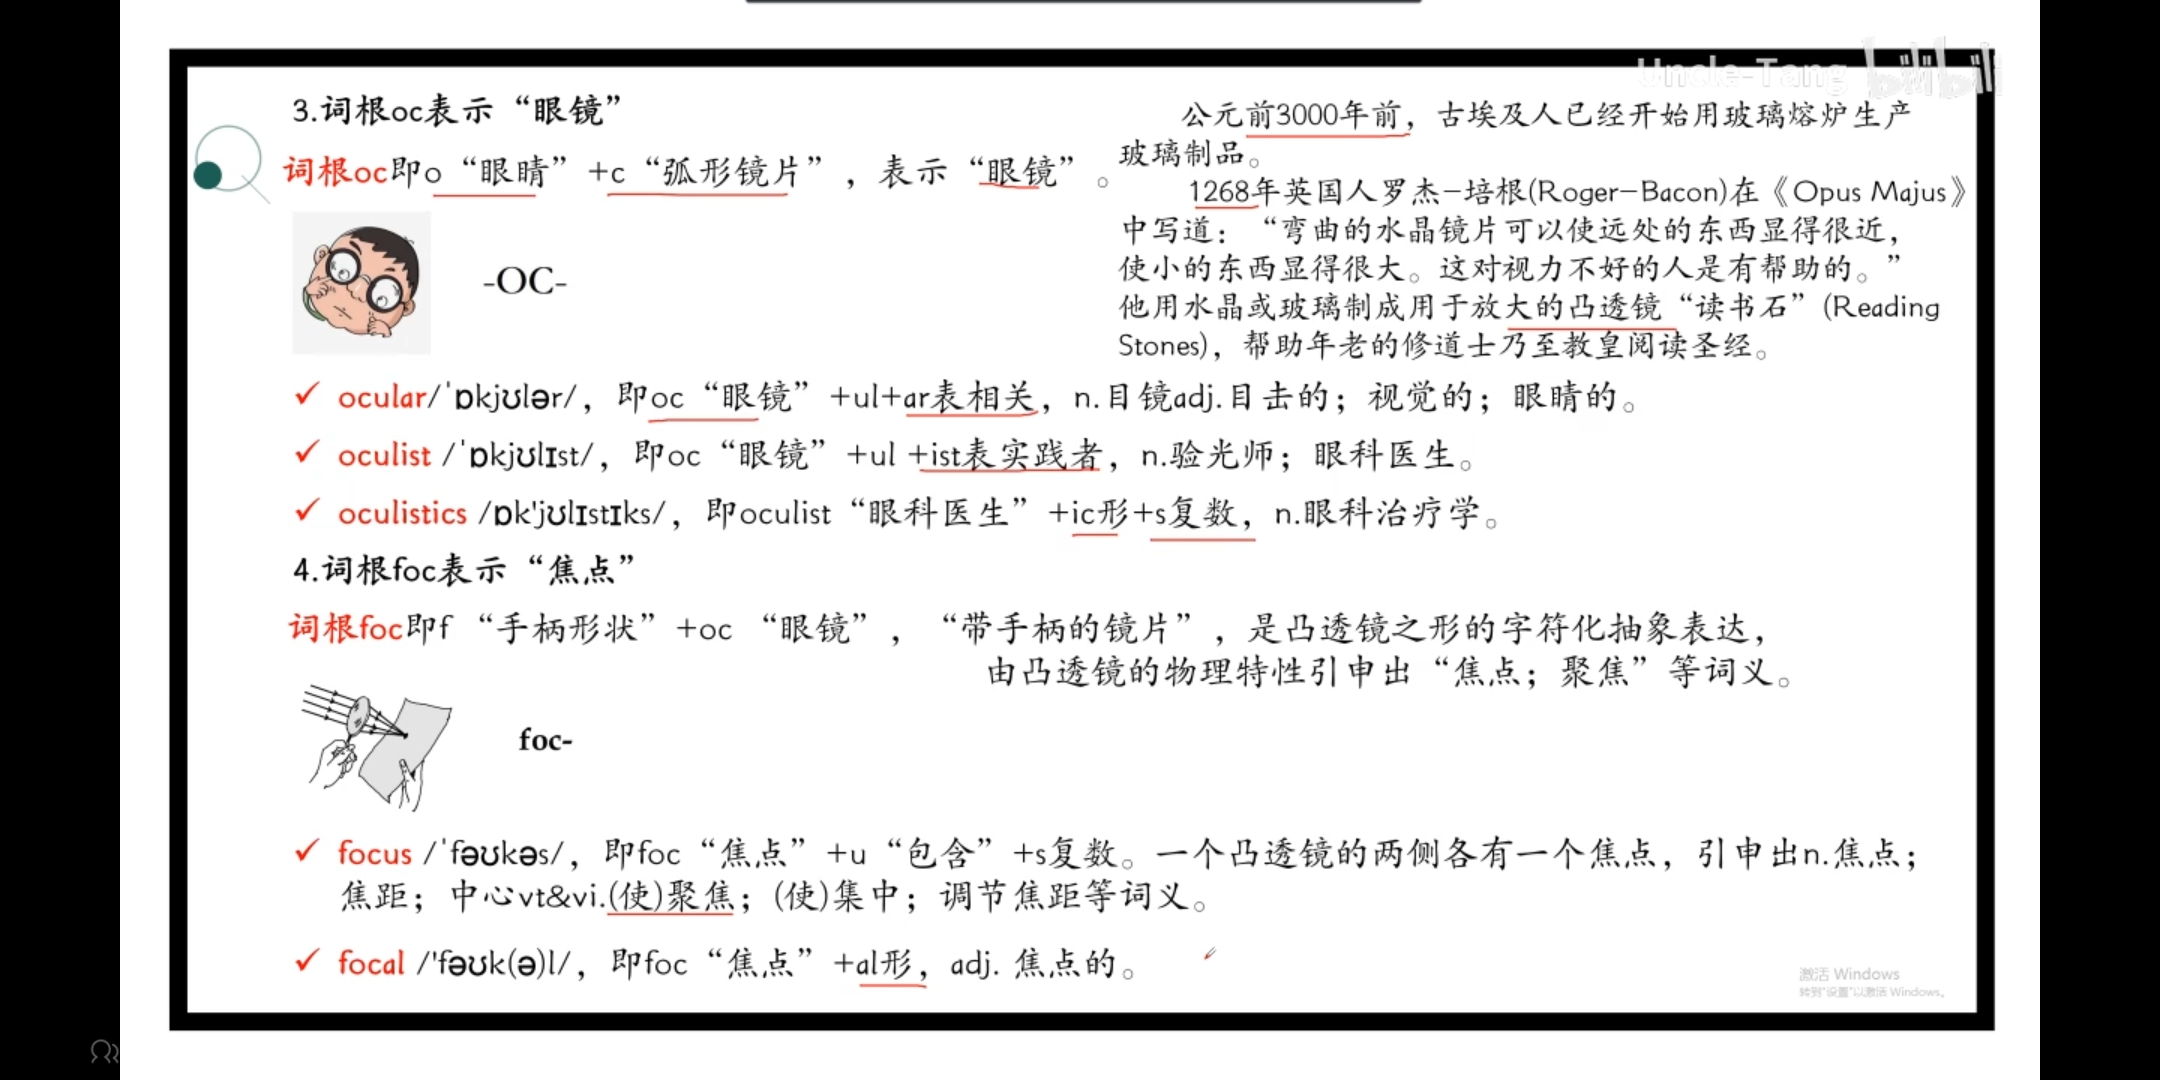 Uncle-Tang bilibili
3.词根oc表示“眼镜”
词根oc即o“眼睛”+c“弧形镜片”，表示“眼镜”。
-OC-
公元前3000年前，古埃及人已经开始用玻璃熔炉生产
玻璃制品。
1268年英国人罗杰-培根(Roger-Bacon)在《Opus Majus》
中写道：“弯曲的水晶镜片可以使远处的东西显得很近，
使小的东西显得很大。这对视力不好的人是有帮助的。”
他用水晶或玻璃制成用于放大的凸透镜“读书石”(Reading
Stones)，帮助年老的修道士乃至教皇阅读圣经。
✓ ocular/ˈɒkjʊlər/，即oc“眼镜”+ul+ar表相关，n.目镜adj.目击的；视觉的；眼睛的。
✓ oculist /ˈɒkjʊlɪst/，即oc“眼镜”+ul +ist表实践者，n.验光师；眼科医生。
✓ oculistics /ɒk'jʊlɪstɪks/，即oculist“眼科医生”+ic形+s复数，n.眼科治疗学。
4.词根foc表示“焦点”
词根foc即f “手柄形状”+oc “眼镜”，“带手柄的镜片”，是凸透镜之形的字符化抽象表达，
由凸透镜的物理特性引申出“焦点；聚焦”等词义。
foc-
✓ focus /ˈfəʊkəs/，即foc“焦点”+u“包含”+s复数。一个凸透镜的两侧各有一个焦点，引申出n.焦点；
焦距；中心vt&vi.(使)聚焦；(使)集中；调节焦距等词义。
✓ focal /'fəʊk(ə)l/，即foc“焦点”+al形，adj. 焦点的。
激活 Windows
转到“设置”以激活 Windows。